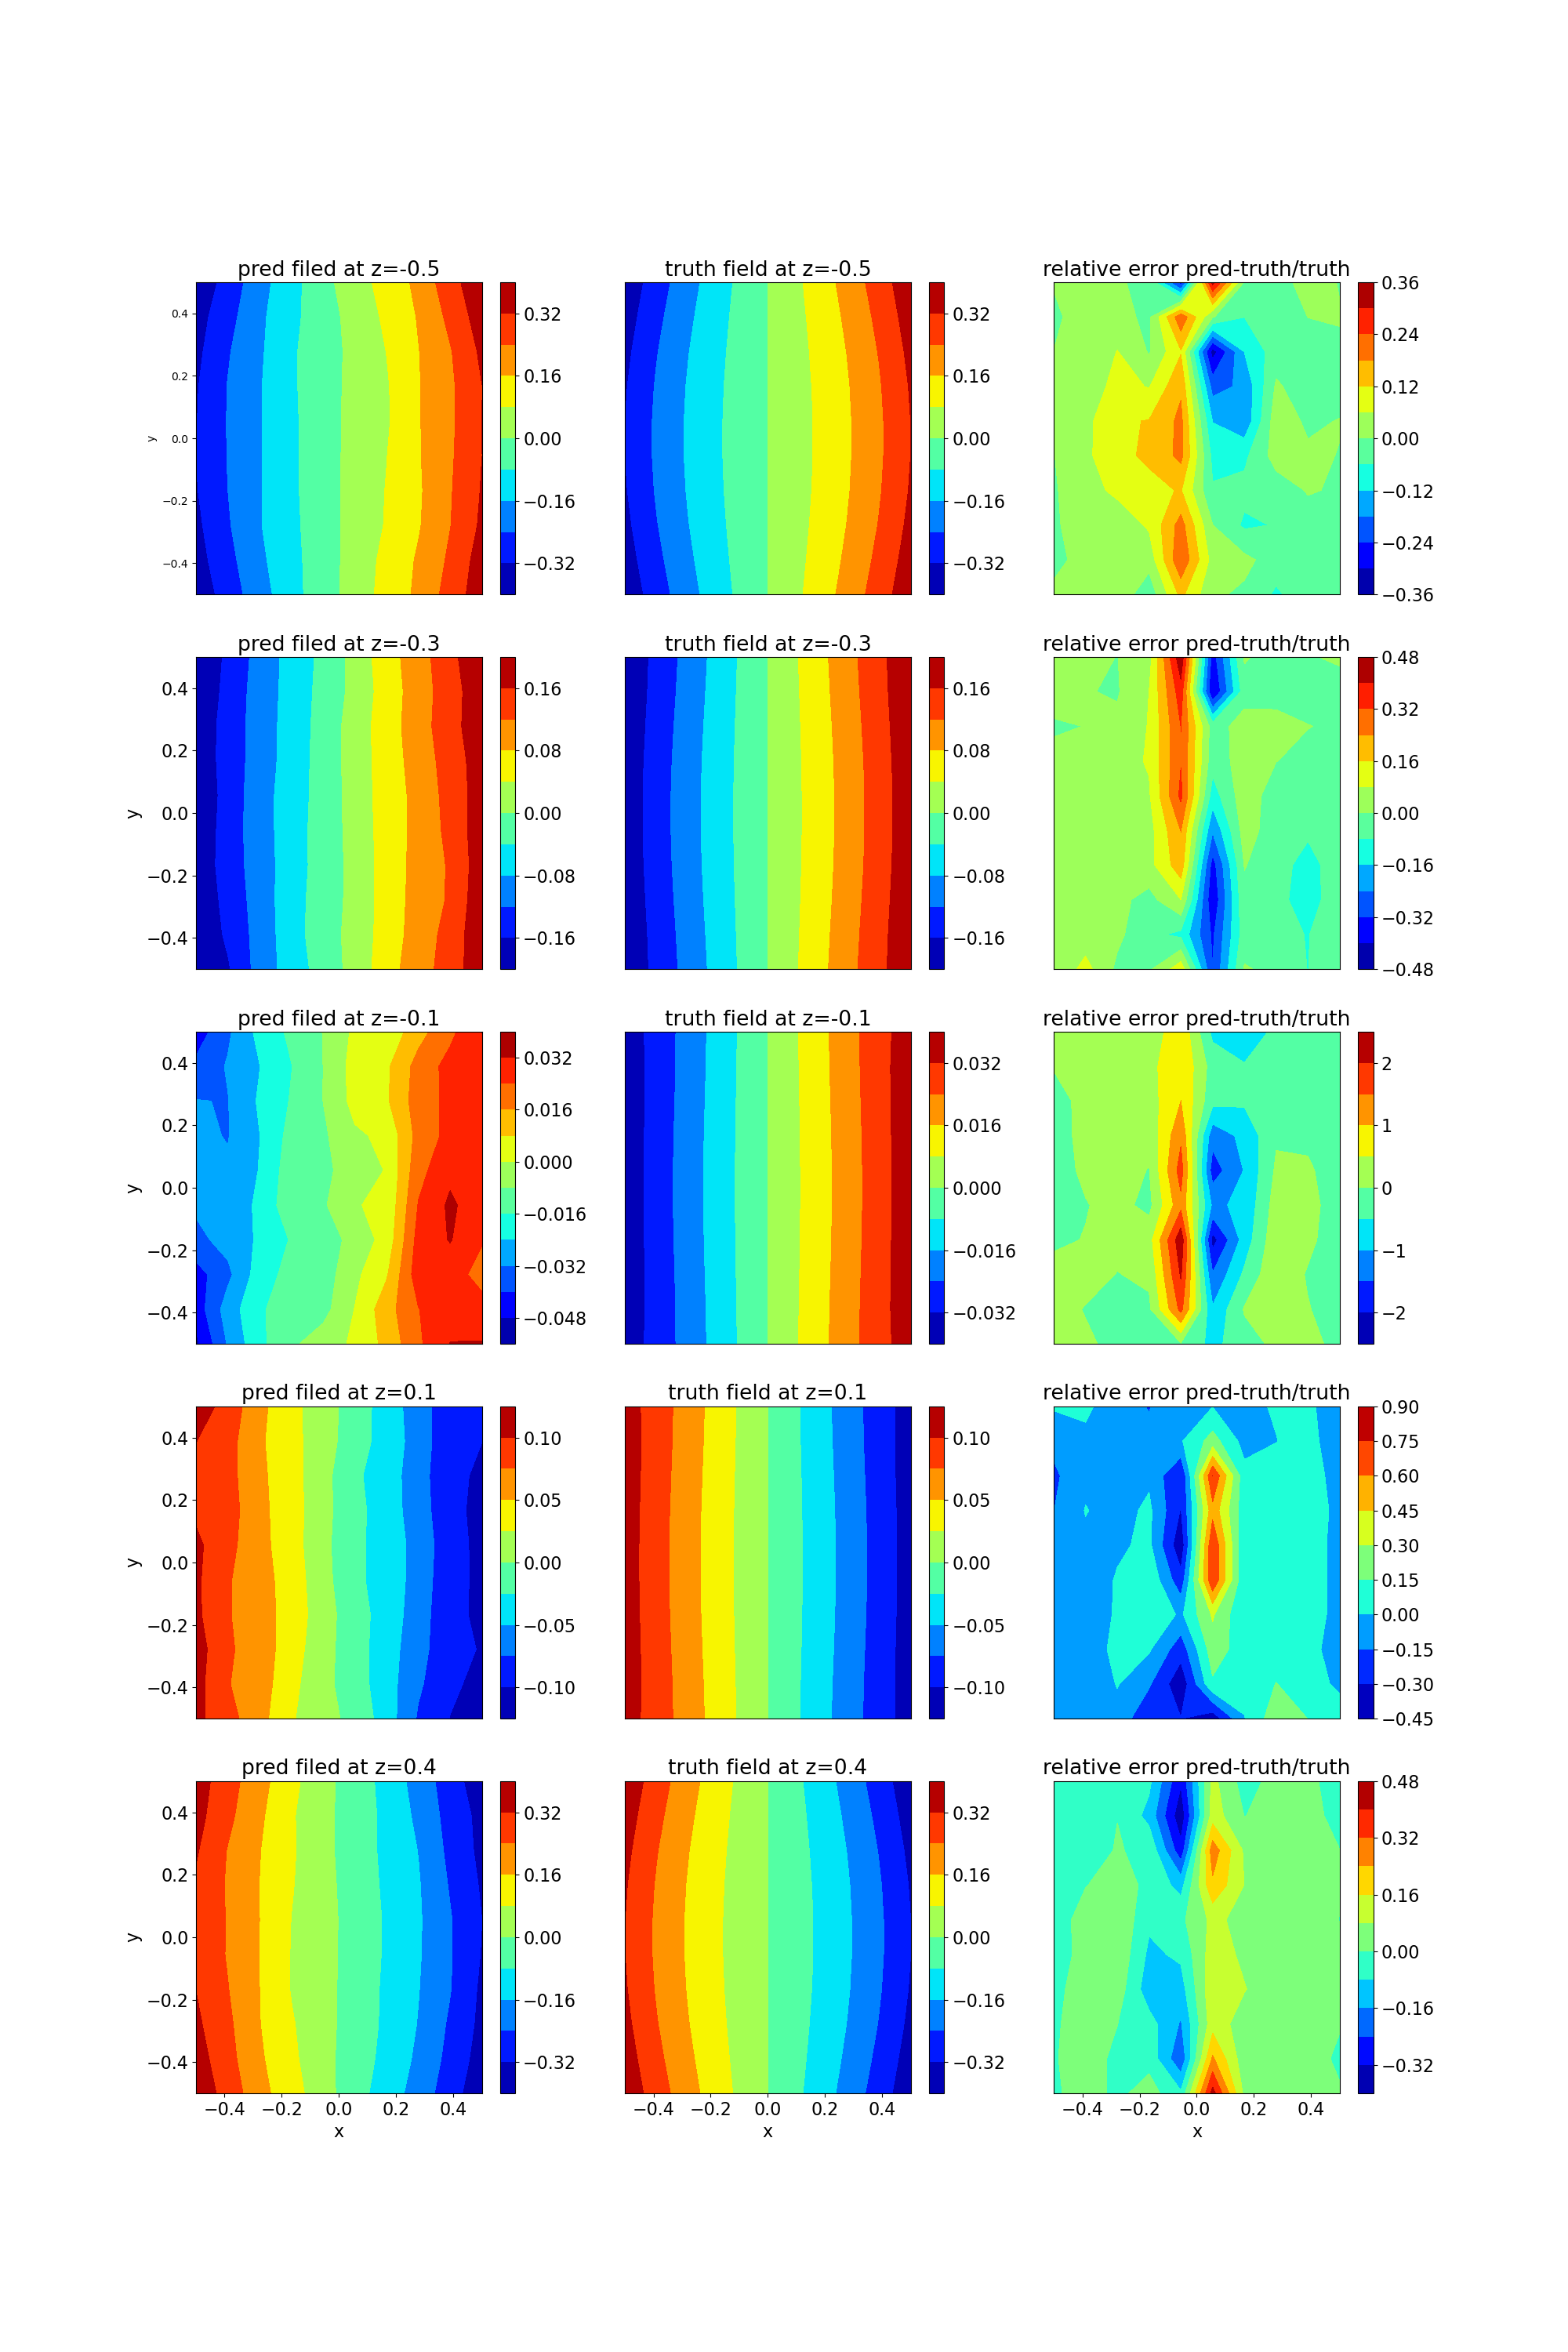 pred filed at z=-0.5 truth field at z=-0.5 relative error pred-truth/truth
y 0.4 0.2 0.0 −0.2 −0.4
0.32 0.16 0.00 −0.16 −0.32
0.32 0.16 0.00 −0.16 −0.32
0.36 0.24 0.12 0.00 −0.12 −0.24 −0.36
pred filed at z=-0.3 truth field at z=-0.3 relative error pred-truth/truth
y 0.4 0.2 0.0 −0.2 −0.4
0.16 0.08 0.00 −0.08 −0.16
0.16 0.08 0.00 −0.08 −0.16
0.48 0.32 0.16 0.00 −0.16 −0.32 −0.48
pred filed at z=-0.1 truth field at z=-0.1 relative error pred-truth/truth
y 0.4 0.2 0.0 −0.2 −0.4
0.032 0.016 0.000 −0.016 −0.032 −0.048
0.032 0.016 0.000 −0.016 −0.032
2 1 0 −1 −2
pred filed at z=0.1 truth field at z=0.1 relative error pred-truth/truth
y 0.4 0.2 0.0 −0.2 −0.4
0.10 0.05 0.00 −0.05 −0.10
0.10 0.05 0.00 −0.05 −0.10
0.90 0.75 0.60 0.45 0.30 0.15 0.00 −0.15 −0.30 −0.45
pred filed at z=0.4 truth field at z=0.4 relative error pred-truth/truth
y 0.4 0.2 0.0 −0.2 −0.4
0.32 0.16 0.00 −0.16 −0.32
0.32 0.16 0.00 −0.16 −0.32
0.48 0.32 0.16 0.00 −0.16 −0.32
−0.4 −0.2 0.0 0.2 0.4 −0.4 −0.2 0.0 0.2 0.4 −0.4 −0.2 0.0 0.2 0.4
x x x